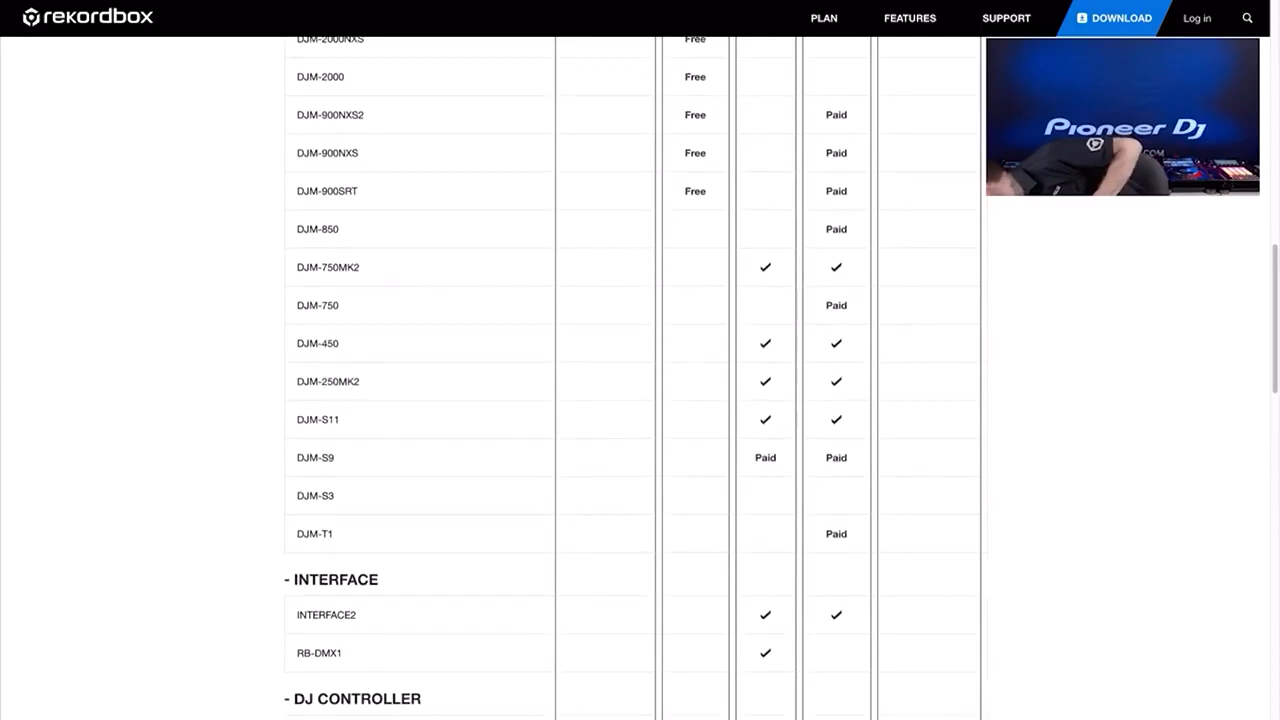 rekordbox PLAN FEATURES SUPPORT DOWNLOAD Log in
DJM-2000NXS Free
DJM-2000 Free
DJM-900NXS2 Free Paid
DJM-900NXS Free Paid
DJM-900SRT Free Paid
DJM-850 Paid
DJM-750MK2 ✓ ✓
DJM-750 Paid
DJM-450 ✓ ✓
DJM-250MK2 ✓ ✓
DJM-S11 ✓ ✓
DJM-S9 Paid Paid
DJM-S3
DJM-T1 Paid
- INTERFACE
INTERFACE2 ✓ ✓
RB-DMX1 ✓
- DJ CONTROLLER
Pioneer Dj
.COM